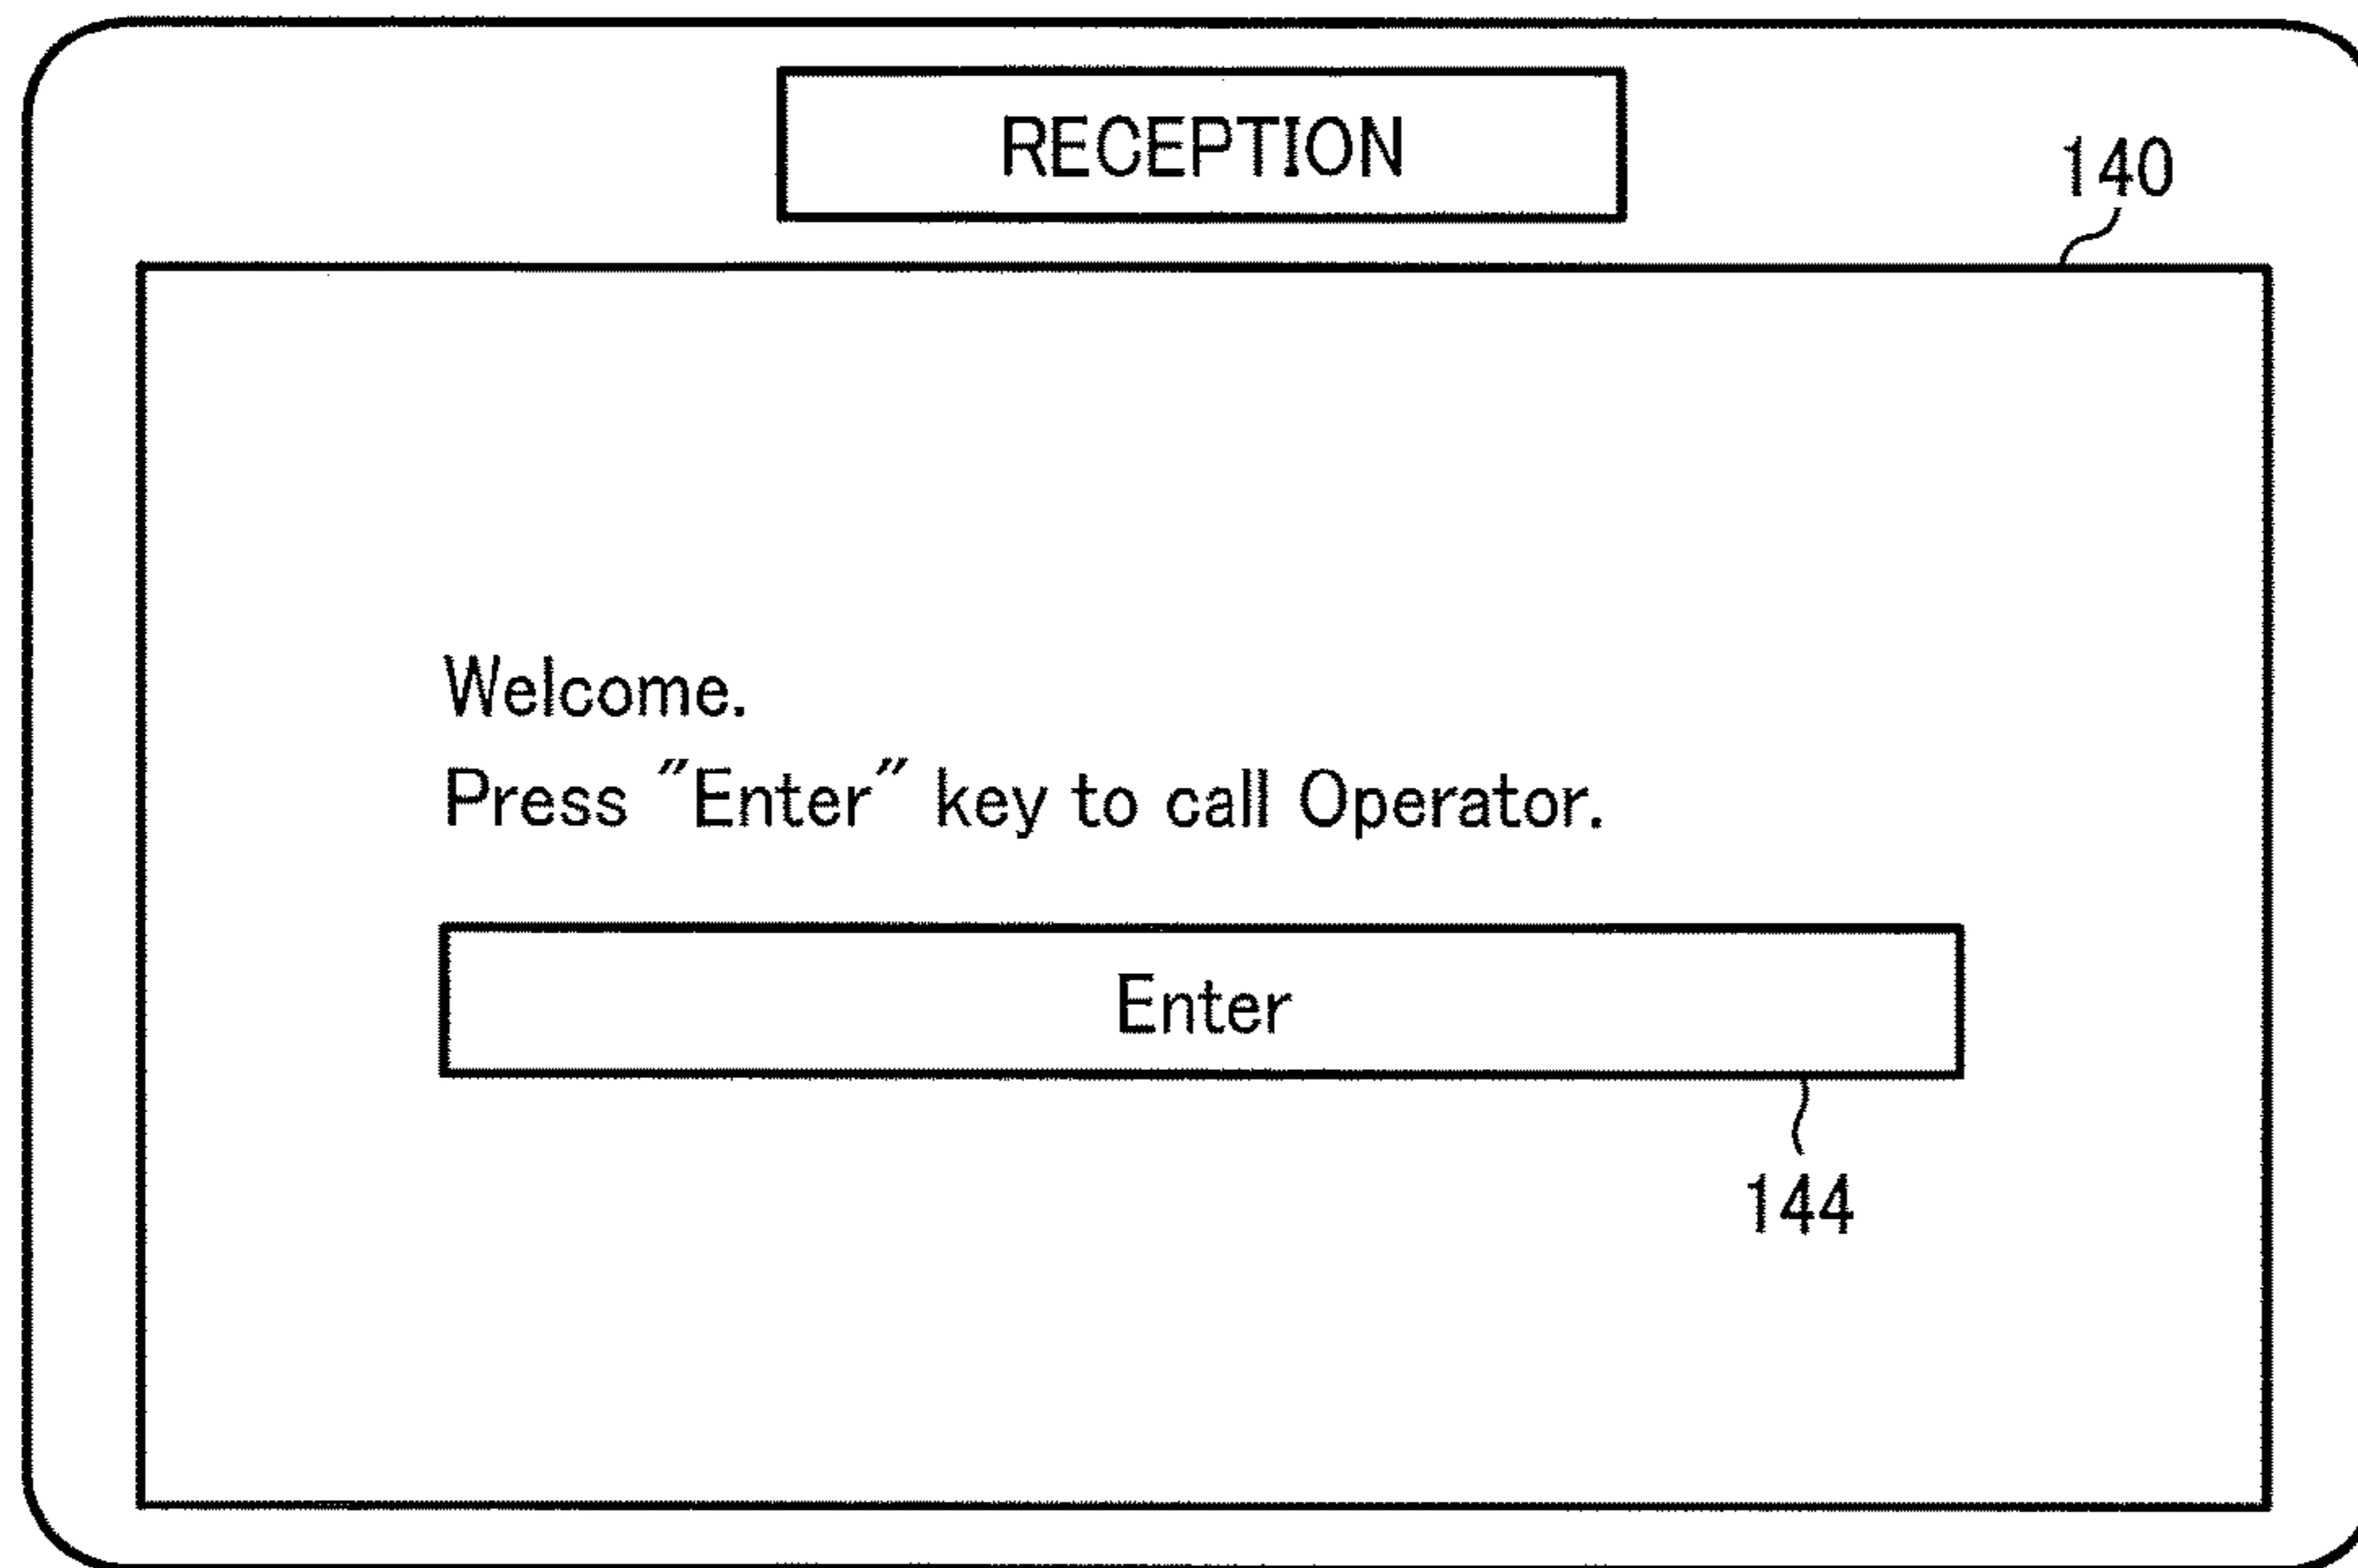 RECEPTION
140
Welcome.
Press "Enter" key to call Operator.
Enter
144